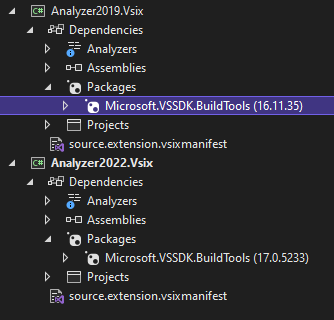 C# Analyzer2019.Vsix
Dependencies
Analyzers
Assemblies
Packages
Microsoft.VSSDK.BuildTools (16.11.35)
Projects
source.extension.vsixmanifest
C# Analyzer2022.Vsix
Dependencies
Analyzers
Assemblies
Packages
Microsoft.VSSDK.BuildTools (17.0.5233)
Projects
source.extension.vsixmanifest